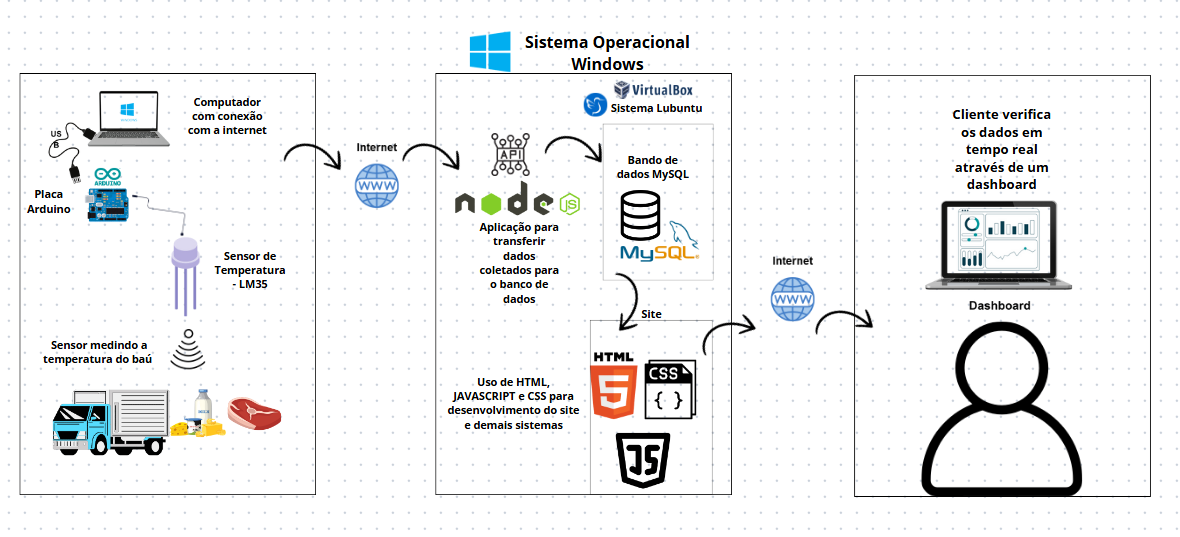 Sistema Operacional
Windows
Computador
com conexão
com a internet
US
B
ARDUINO
Placa
Arduino
Sensor de
Temperatura
- LM35
Sensor medindo a
temperatura do baú
Internet
WWW
VirtualBox
Sistema Lubuntu
API
node
JS
Aplicação para
transferir
dados
coletados para
o banco de
dados
Bando de
dados MySQL
MySQL
Site
HTML
5
CSS
{ }
JS
Uso de HTML,
JAVASCRIPT e CSS para
desenvolvimento do site
e demais sistemas
Internet
WWW
Cliente verifica
os dados em
tempo real
através de um
dashboard
Dashboard